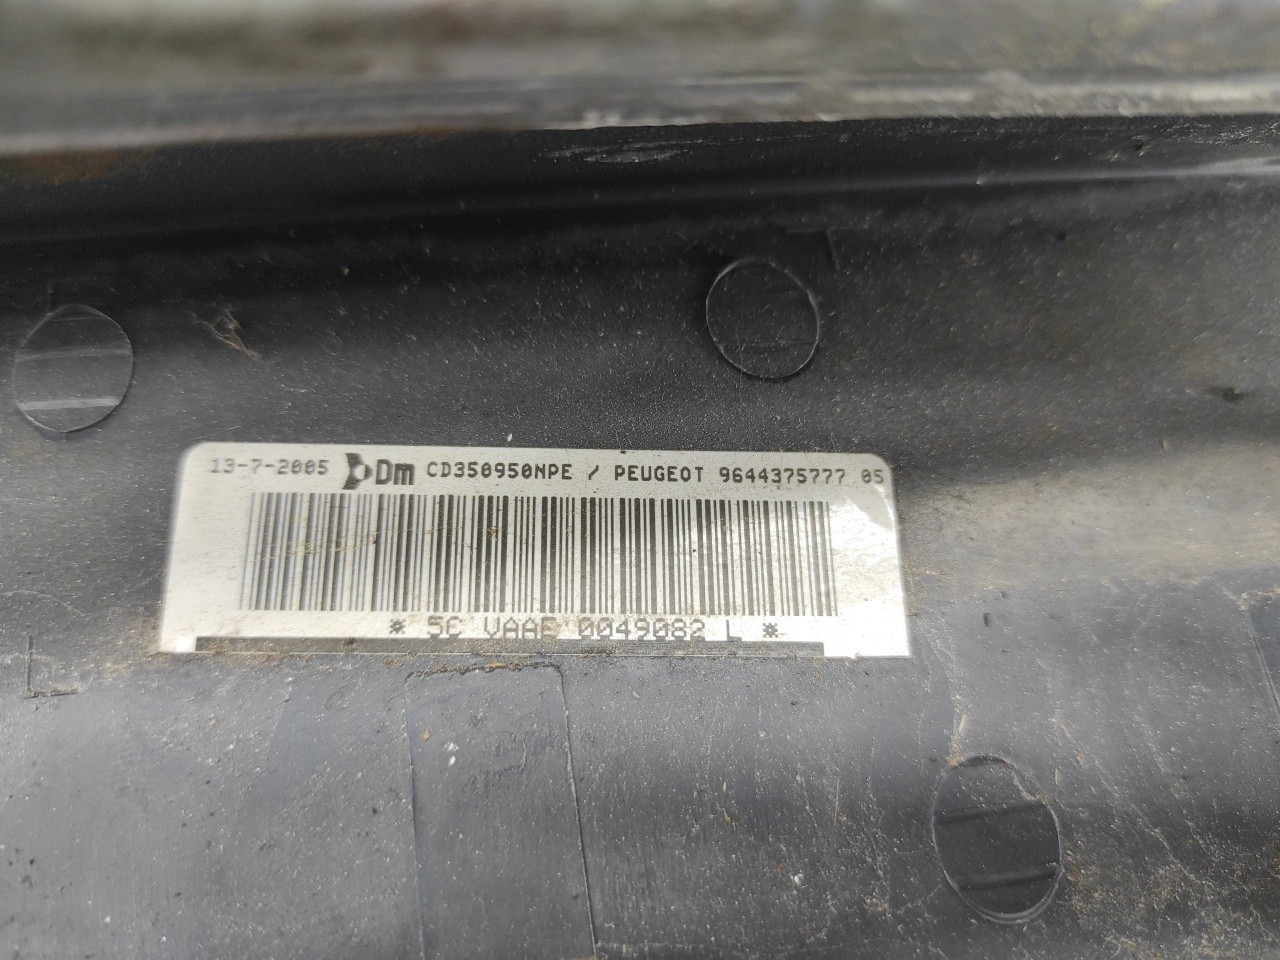 13-7-2005 Dm CD350950NPE / PEUGEOT 9644375777 05
* 5C VAAE 0049082 L *